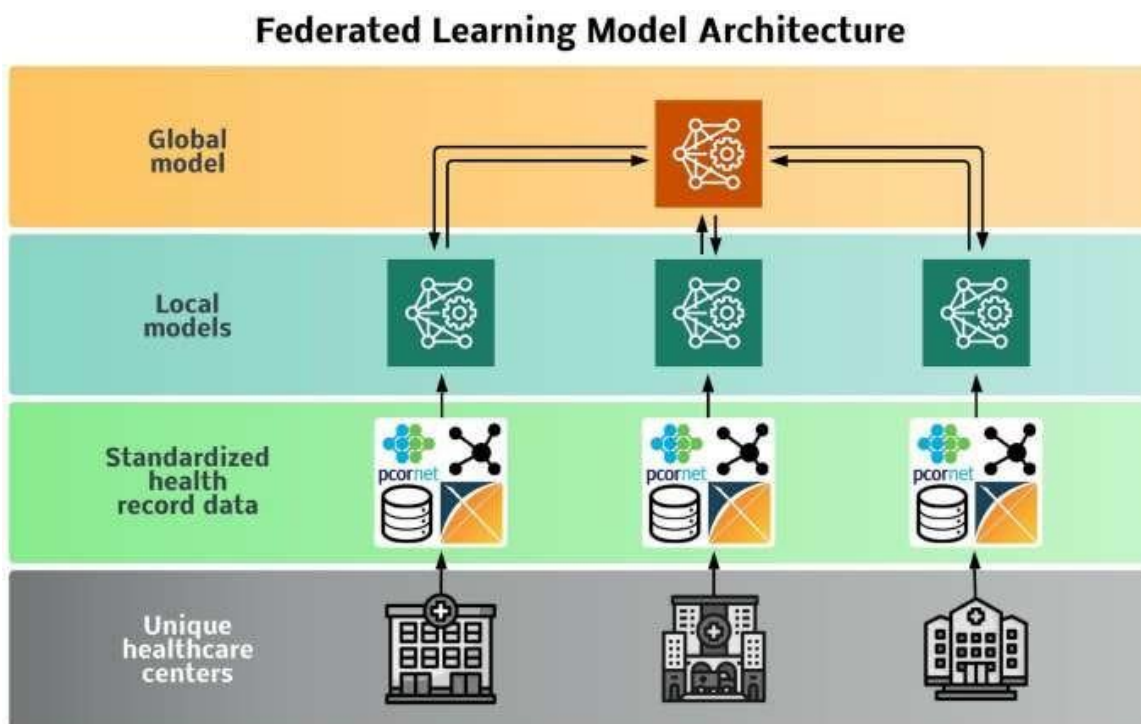 Federated Learning Model Architecture
Global
model
Local
models
Standardized
health
record data
pcornet
pcornet
pcornet
Unique
healthcare
centers